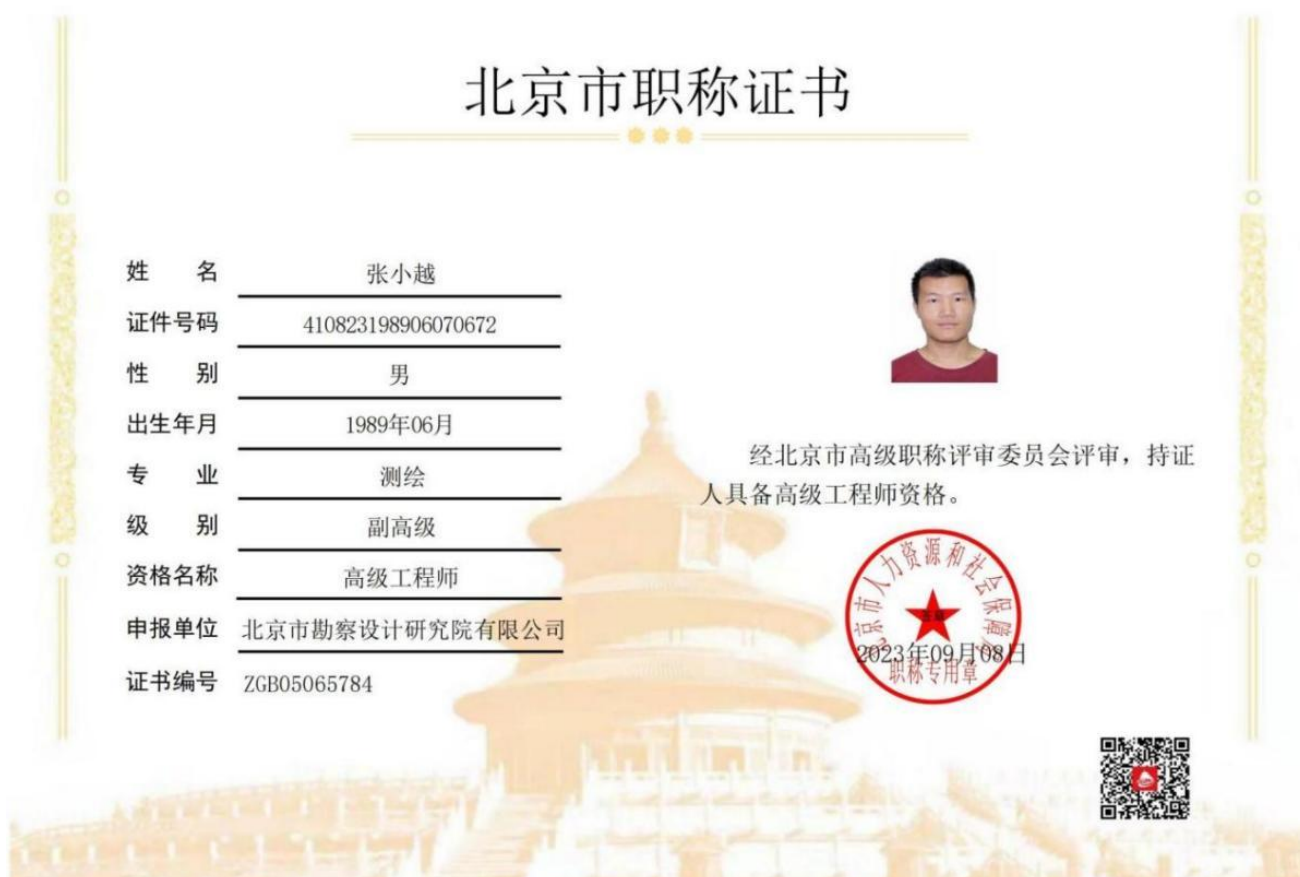 北京市职称证书
姓 名 张小越
证件号码 410823198906070672
性 别 男
出生年月 1989年06月
专 业 测绘
级 别 副高级
资格名称 高级工程师
申报单位 北京市勘察设计研究院有限公司
证书编号 ZGB05065784
经北京市高级职称评审委员会评审，持证
人具备高级工程师资格。
北京市人力资源和社会保障局
2023年09月08日
职称专用章